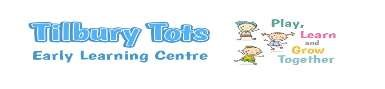 Tilbury Tots
Early Learning Centre
Play,
Learn
and
Grow
Together